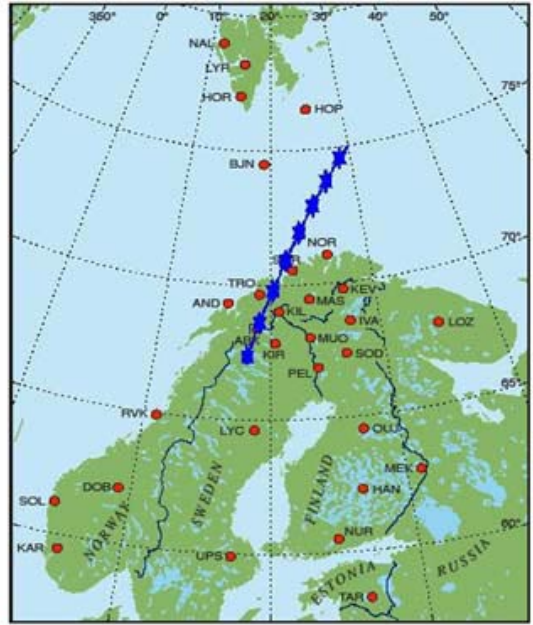 350° 10° 20° 30° 40° 50°
NAL
LYR
75°
HOR
HOP
BJN
70°
NOR
TRO
KEV
AND
MAS
KIL
IVA
LOZ
MUO
KIR
SOD
PEL
65°
RVK
LYC
OUJ
MEK
DOB
HAN
SOL
SWEDEN
FINLAND
NORWAY
60°
NUR
KAR
UPS
RUSSIA
ESTONIA
TAR